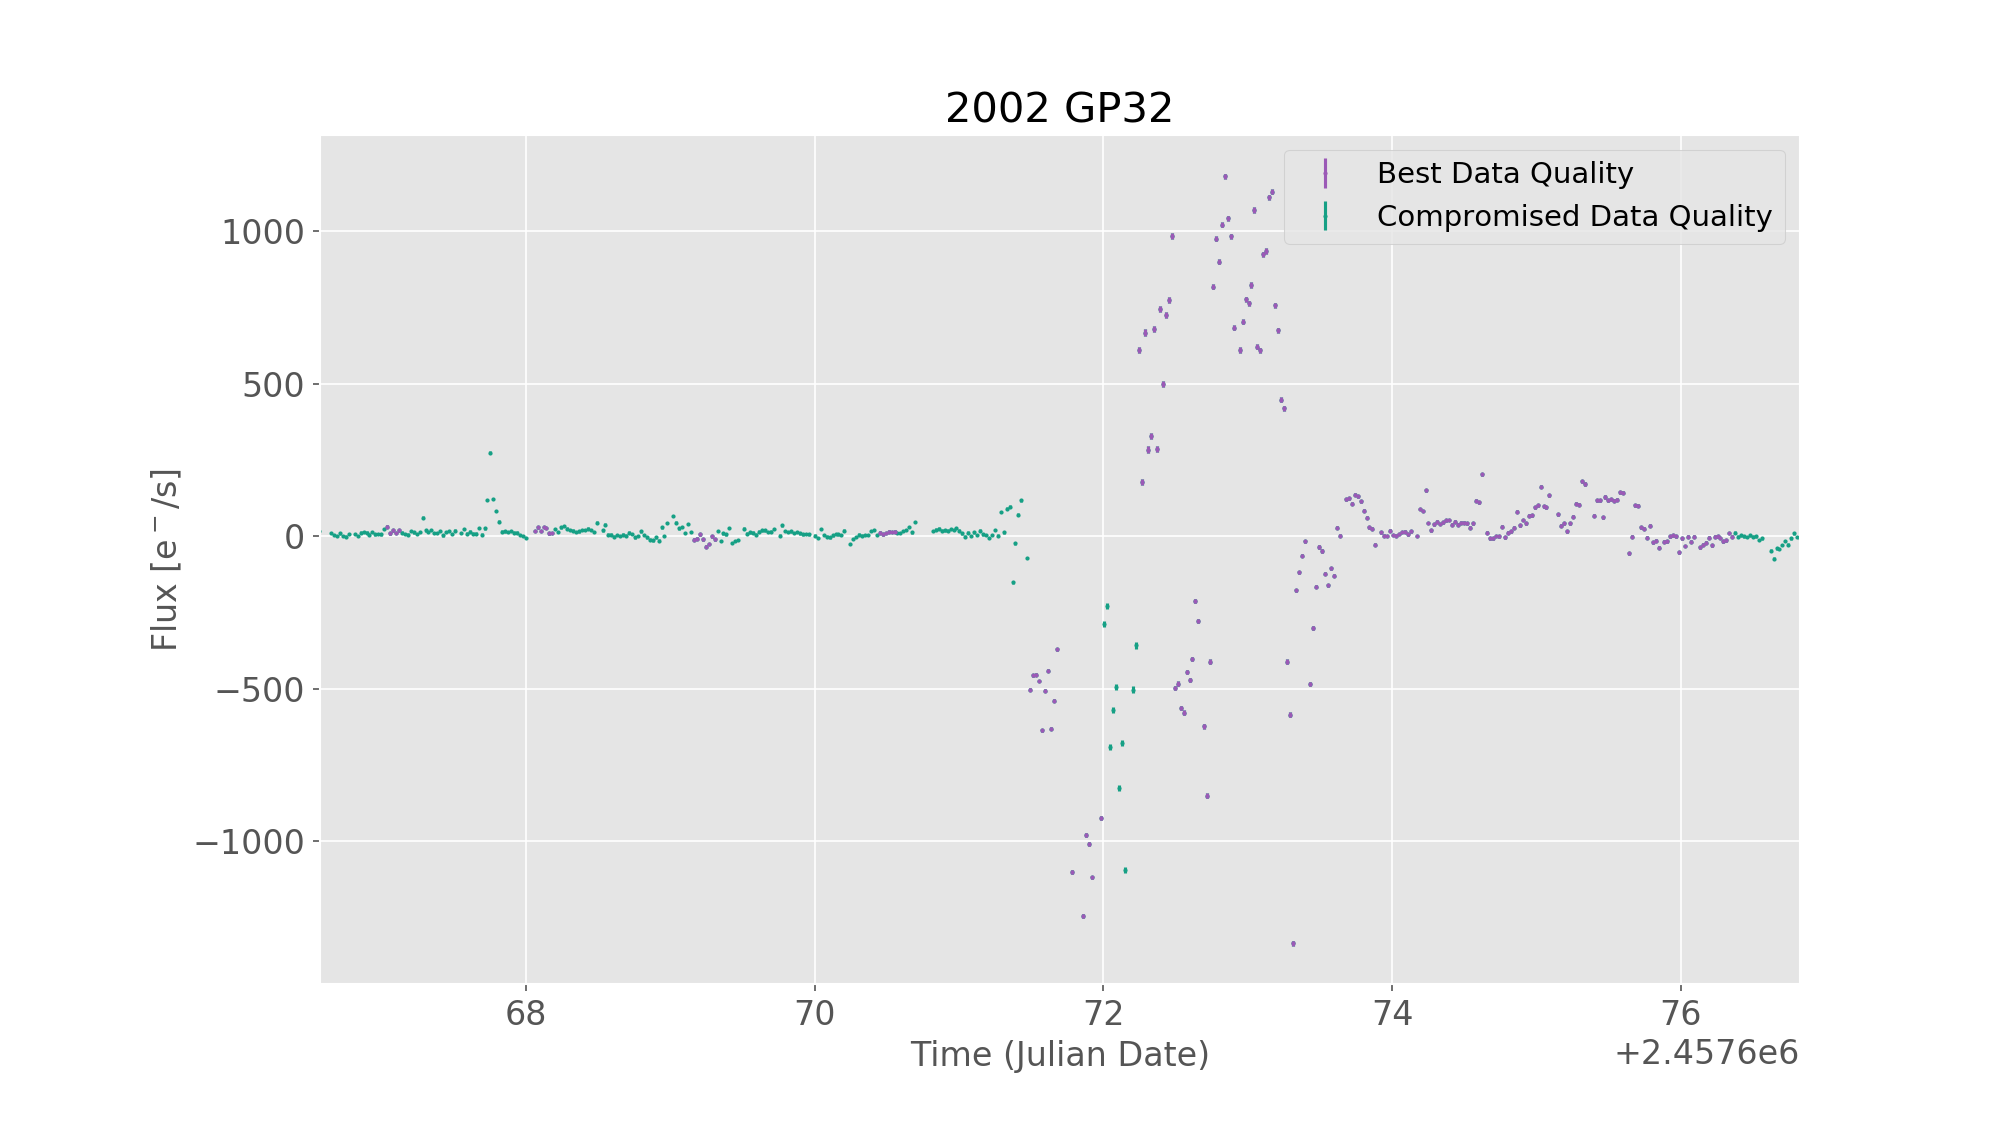 2002 GP32
Best Data Quality
Compromised Data Quality
1000
500
0
−500
−1000
Flux [e⁻/s]
68 70 72 74 76
Time (Julian Date)
+2.4576e6